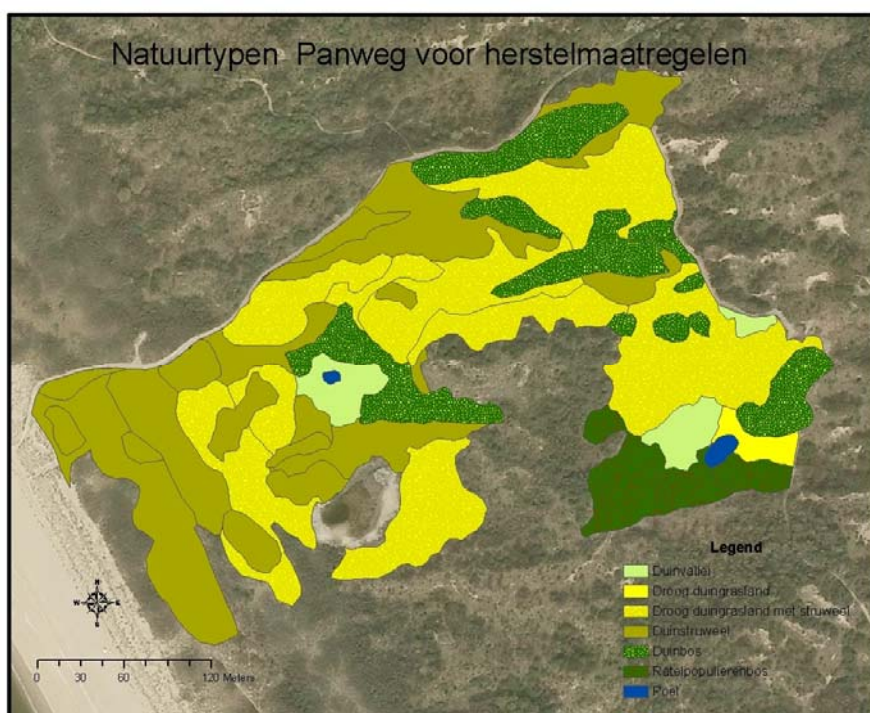 Natuurtypen Panweg voor herstelmaatregelen
Legend
Duinvallei
Droog duingrasland
Droog duingrasland met struweel
Duinstruweel
Duinbos
Ratelpopulierenbos
Poel
N
W E
S
0 30 60 120 Meters